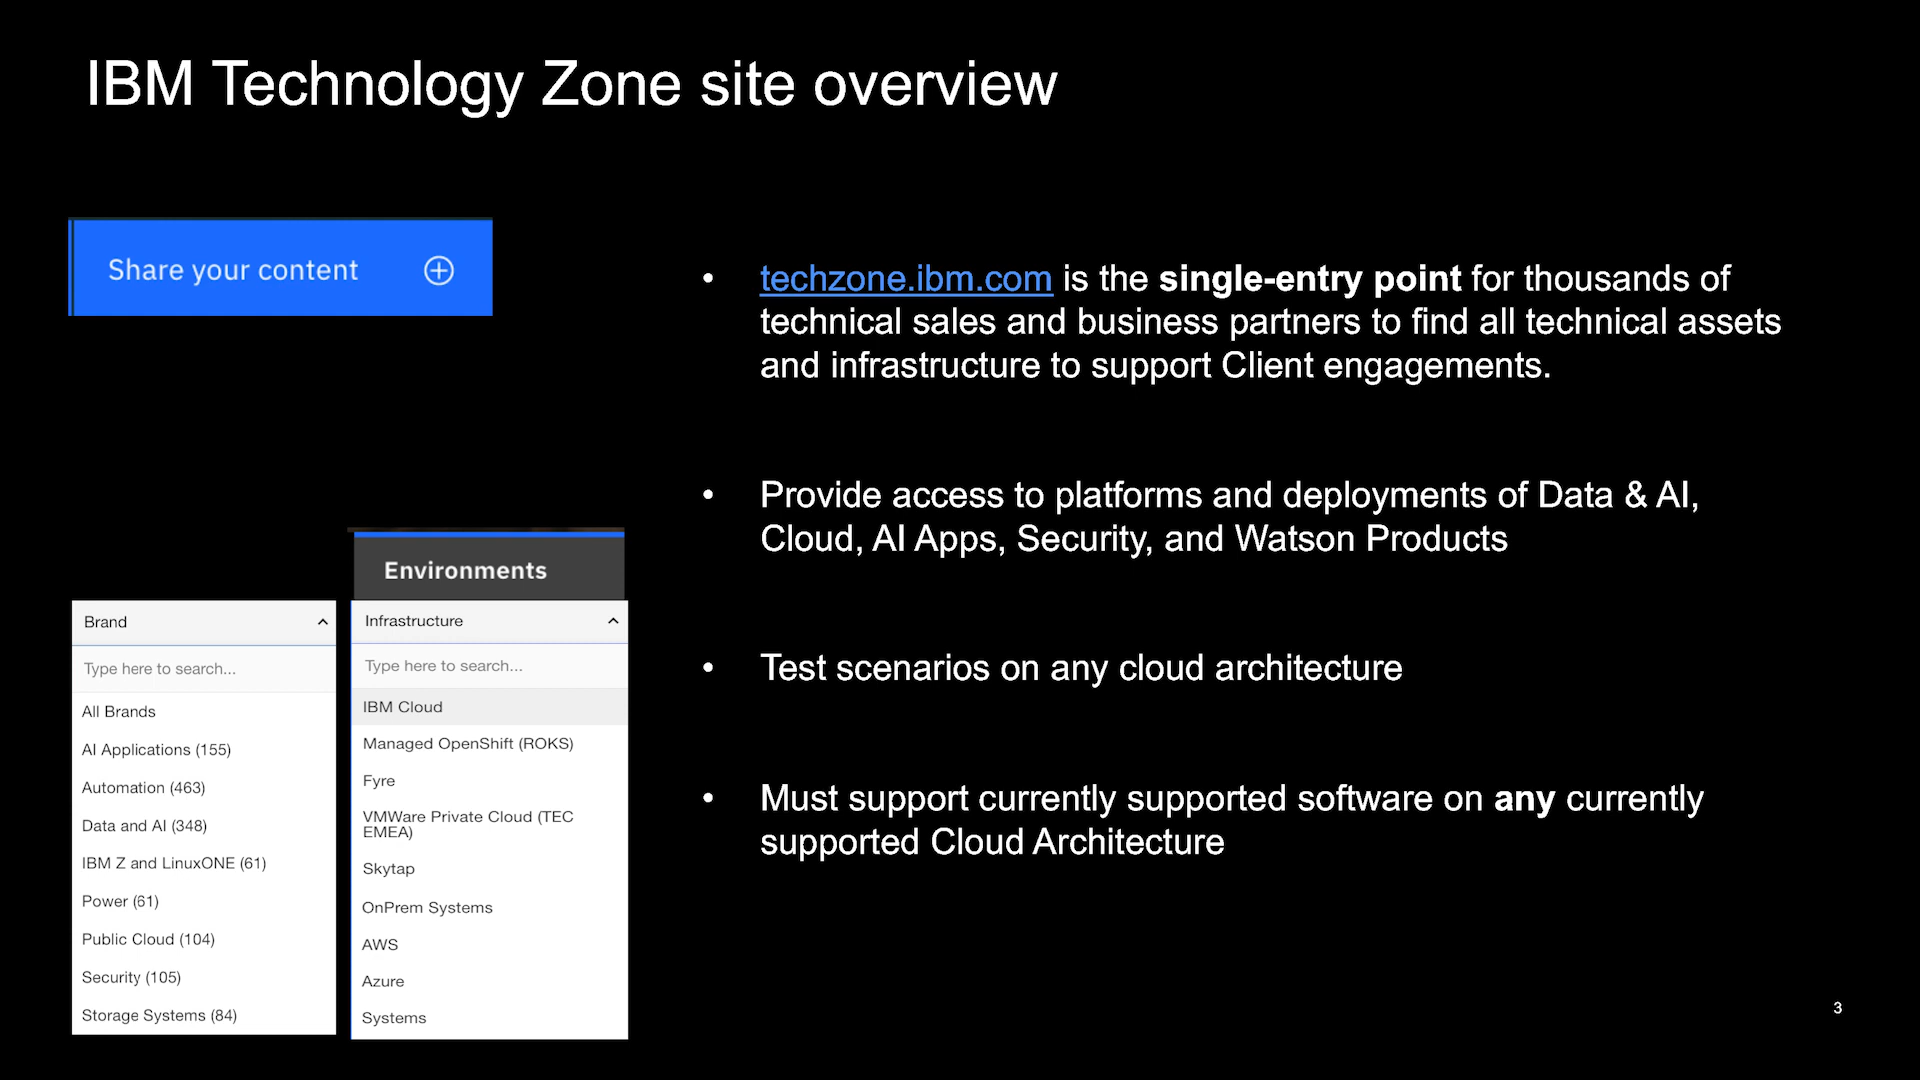 IBM Technology Zone site overview
Share your content
• techzone.ibm.com is the single-entry point for thousands of
technical sales and business partners to find all technical assets
and infrastructure to support Client engagements.
• Provide access to platforms and deployments of Data & AI,
Cloud, AI Apps, Security, and Watson Products
• Test scenarios on any cloud architecture
• Must support currently supported software on any currently
supported Cloud Architecture
Brand
Type here to search...
All Brands
AI Applications (155)
Automation (463)
Data and AI (348)
IBM Z and LinuxONE (61)
Power (61)
Public Cloud (104)
Security (105)
Storage Systems (84)
Environments
Infrastructure
Type here to search...
IBM Cloud
Managed OpenShift (ROKS)
Fyre
VMWare Private Cloud (TEC
EMEA)
Skytap
OnPrem Systems
AWS
Azure
Systems
3